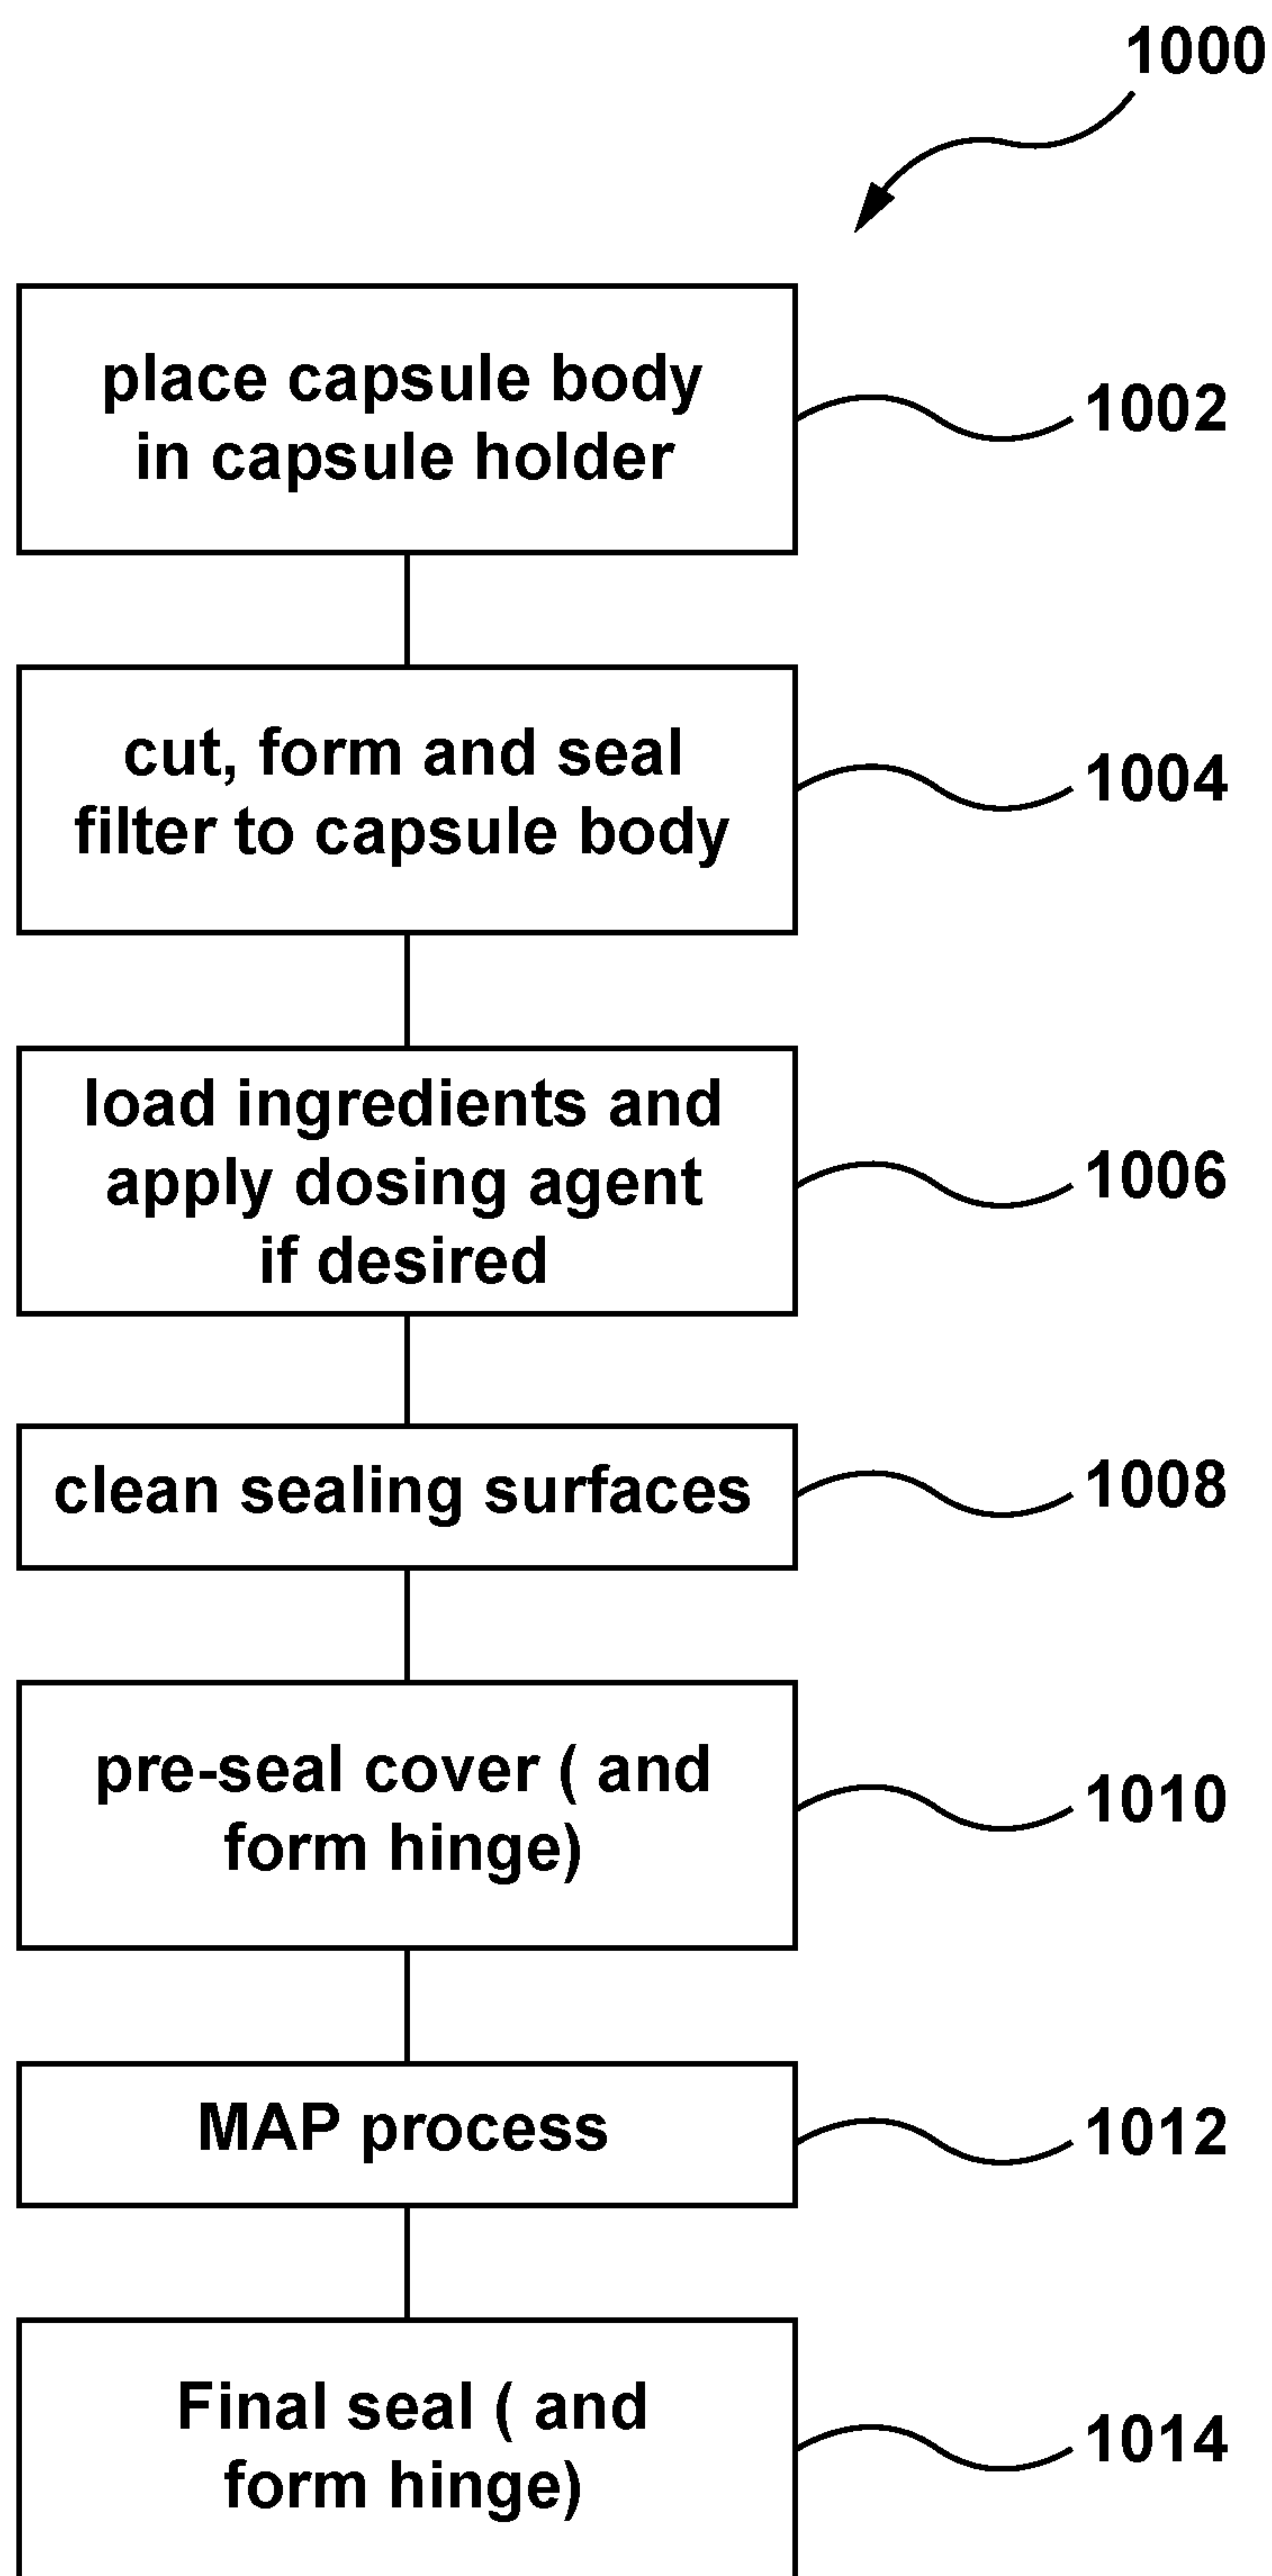 1000
place capsule body
in capsule holder
1002
cut, form and seal
filter to capsule body
1004
load ingredients and
apply dosing agent
if desired
1006
clean sealing surfaces
1008
pre-seal cover ( and
form hinge)
1010
MAP process
1012
Final seal ( and
form hinge)
1014